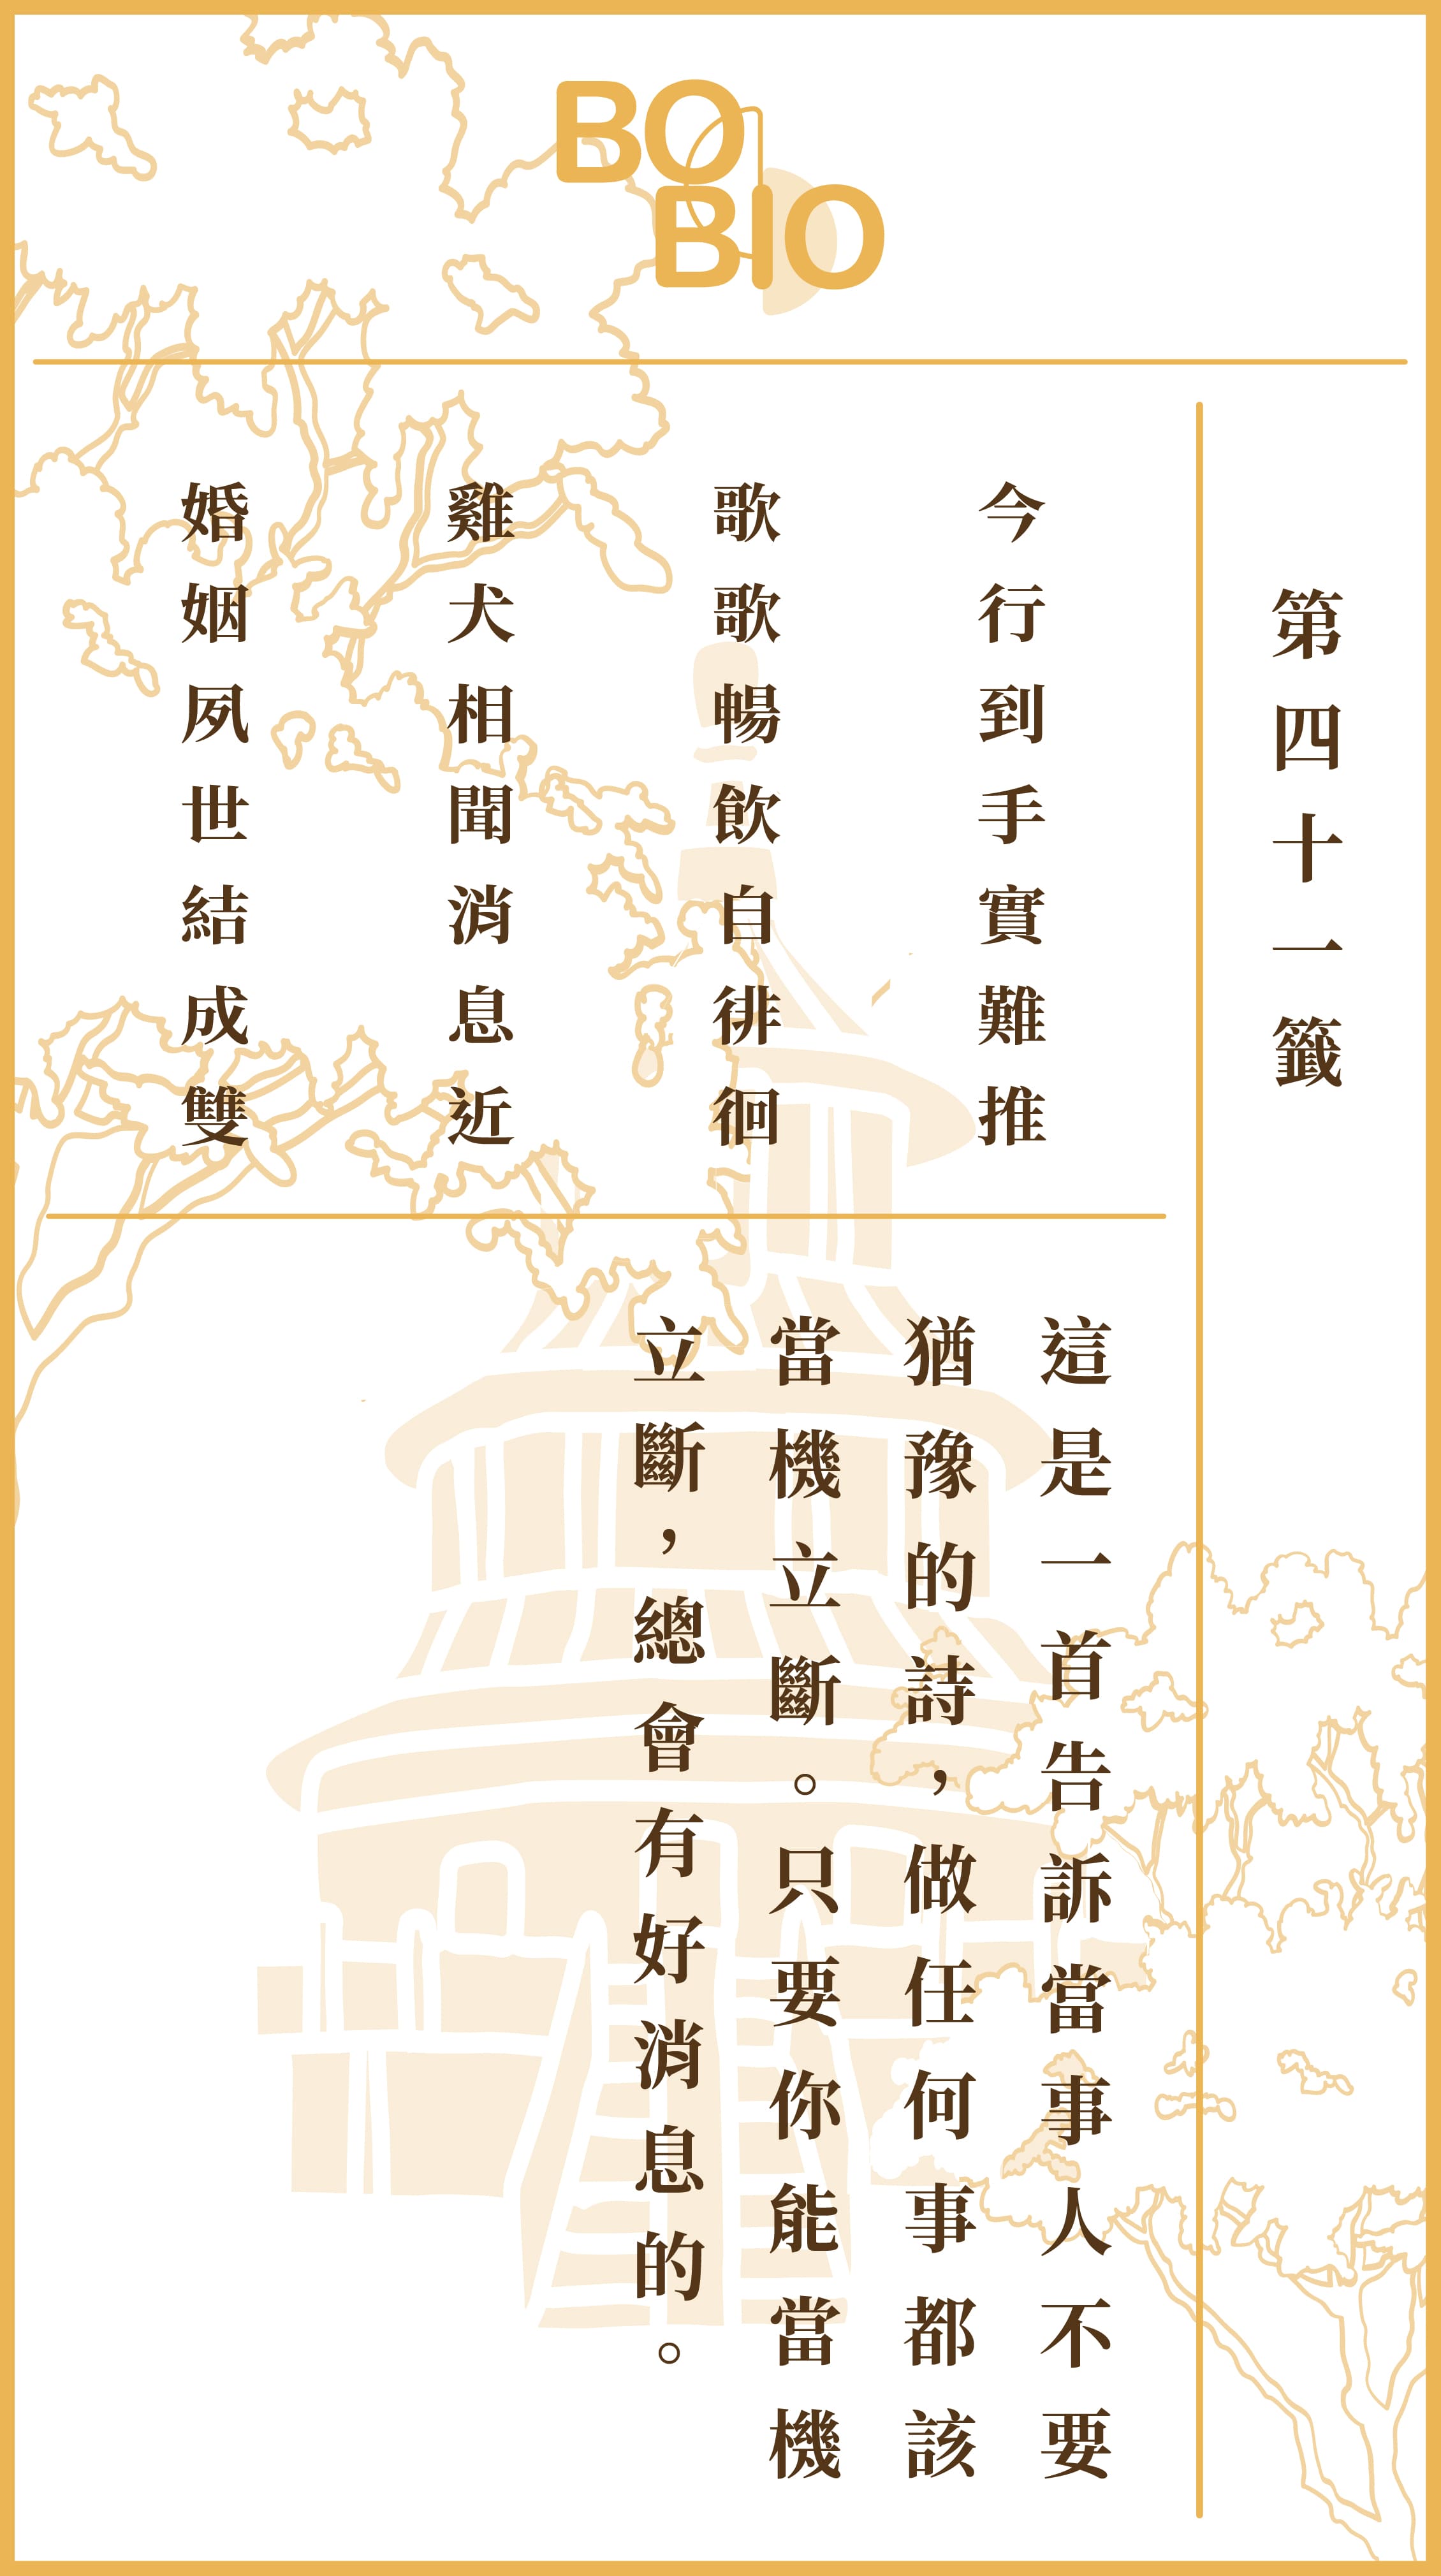 BO
BIO
第四十一籤
今行到手實難推
歌歌暢飲自徘徊
雞犬相聞消息近
婚姻夙世結成雙
這是一首告訴當事人不要
猶豫的詩，做任何事都該
當機立斷。只要你能當機
立斷，總會有好消息的。